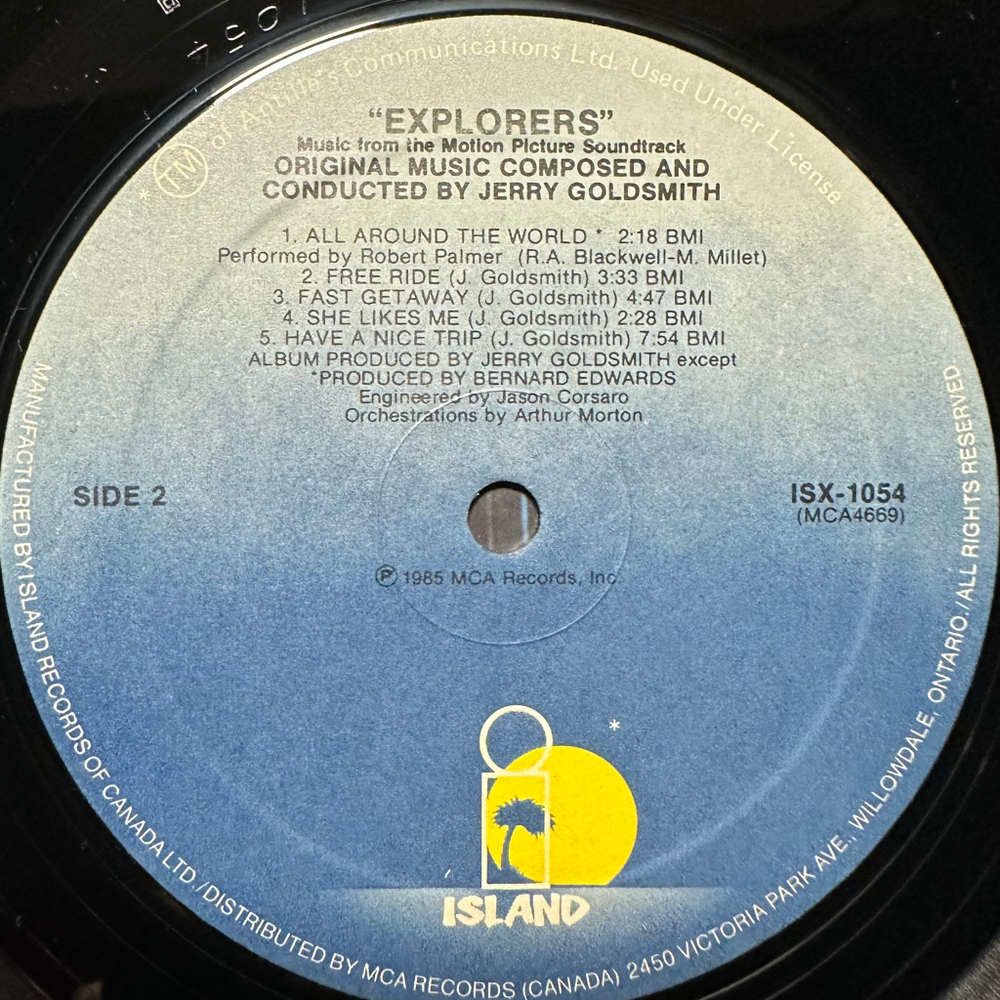 1054
* TM of Antille's Communications Ltd. Used Under License
"EXPLORERS"
Music from the Motion Picture Soundtrack
ORIGINAL MUSIC COMPOSED AND
CONDUCTED BY JERRY GOLDSMITH
1. ALL AROUND THE WORLD * 2:18 BMI
Performed by Robert Palmer (R.A. Blackwell-M. Millet)
2. FREE RIDE (J. Goldsmith) 3:33 BMI
3. FAST GETAWAY (J. Goldsmith) 4:47 BMI
4. SHE LIKES ME (J. Goldsmith) 2:28 BMI
5. HAVE A NICE TRIP (J. Goldsmith) 7:54 BMI
ALBUM PRODUCED BY JERRY GOLDSMITH except
*PRODUCED BY BERNARD EDWARDS
Engineered by Jason Corsaro
Orchestrations by Arthur Morton
SIDE 2
ISX-1054
(MCA4669)
℗ 1985 MCA Records, Inc.
*
ISLAND
MANUFACTURED BY ISLAND RECORDS OF CANADA LTD./DISTRIBUTED BY MCA RECORDS (CANADA) 2450 VICTORIA PARK AVE., WILLOWDALE, ONTARIO./ALL RIGHTS RESERVED